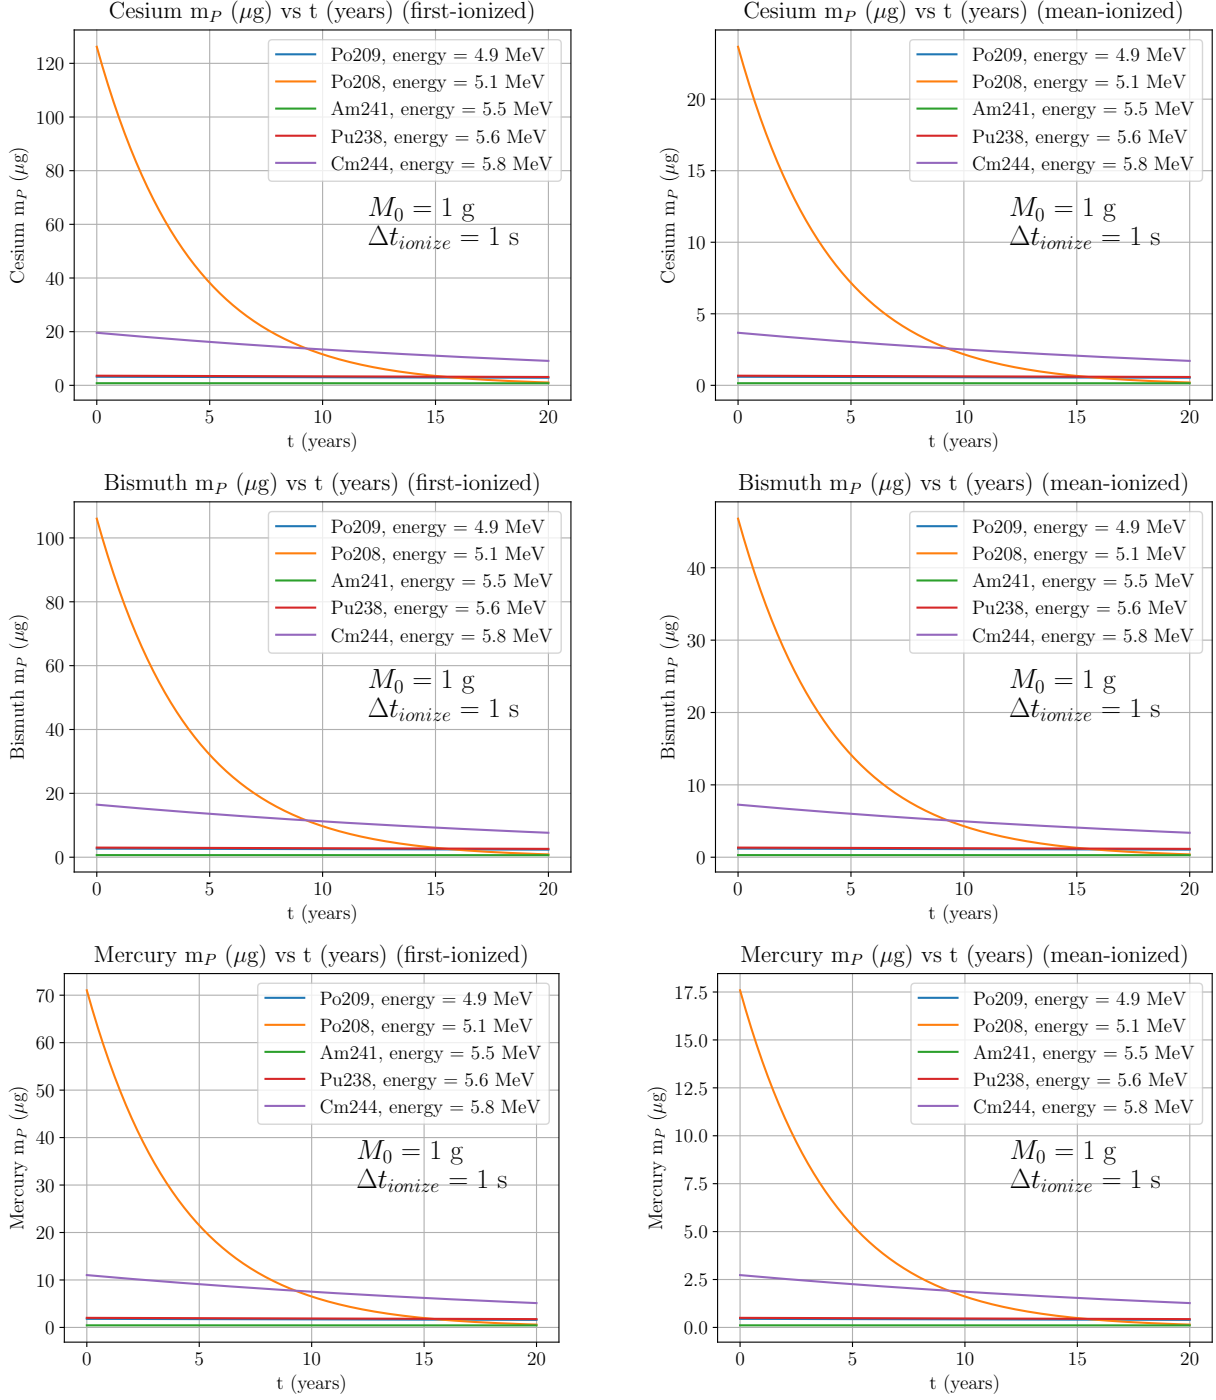 Cesium m_P (μg) vs t (years) (first-ionized)
Cesium m_P (μg)
120
100
80
60
40
20
0
Po209, energy = 4.9 MeV
Po208, energy = 5.1 MeV
Am241, energy = 5.5 MeV
Pu238, energy = 5.6 MeV
Cm244, energy = 5.8 MeV
M_0 = 1 g
Δt_ionize = 1 s
0 5 10 15 20
t (years)
Cesium m_P (μg) vs t (years) (mean-ionized)
Cesium m_P (μg)
20
15
10
5
0
Po209, energy = 4.9 MeV
Po208, energy = 5.1 MeV
Am241, energy = 5.5 MeV
Pu238, energy = 5.6 MeV
Cm244, energy = 5.8 MeV
M_0 = 1 g
Δt_ionize = 1 s
0 5 10 15 20
t (years)
Bismuth m_P (μg) vs t (years) (first-ionized)
Bismuth m_P (μg)
100
80
60
40
20
0
Po209, energy = 4.9 MeV
Po208, energy = 5.1 MeV
Am241, energy = 5.5 MeV
Pu238, energy = 5.6 MeV
Cm244, energy = 5.8 MeV
M_0 = 1 g
Δt_ionize = 1 s
0 5 10 15 20
t (years)
Bismuth m_P (μg) vs t (years) (mean-ionized)
Bismuth m_P (μg)
40
30
20
10
0
Po209, energy = 4.9 MeV
Po208, energy = 5.1 MeV
Am241, energy = 5.5 MeV
Pu238, energy = 5.6 MeV
Cm244, energy = 5.8 MeV
M_0 = 1 g
Δt_ionize = 1 s
0 5 10 15 20
t (years)
Mercury m_P (μg) vs t (years) (first-ionized)
Mercury m_P (μg)
70
60
50
40
30
20
10
0
Po209, energy = 4.9 MeV
Po208, energy = 5.1 MeV
Am241, energy = 5.5 MeV
Pu238, energy = 5.6 MeV
Cm244, energy = 5.8 MeV
M_0 = 1 g
Δt_ionize = 1 s
0 5 10 15 20
t (years)
Mercury m_P (μg) vs t (years) (mean-ionized)
Mercury m_P (μg)
17.5
15.0
12.5
10.0
7.5
5.0
2.5
0.0
Po209, energy = 4.9 MeV
Po208, energy = 5.1 MeV
Am241, energy = 5.5 MeV
Pu238, energy = 5.6 MeV
Cm244, energy = 5.8 MeV
M_0 = 1 g
Δt_ionize = 1 s
0 5 10 15 20
t (years)